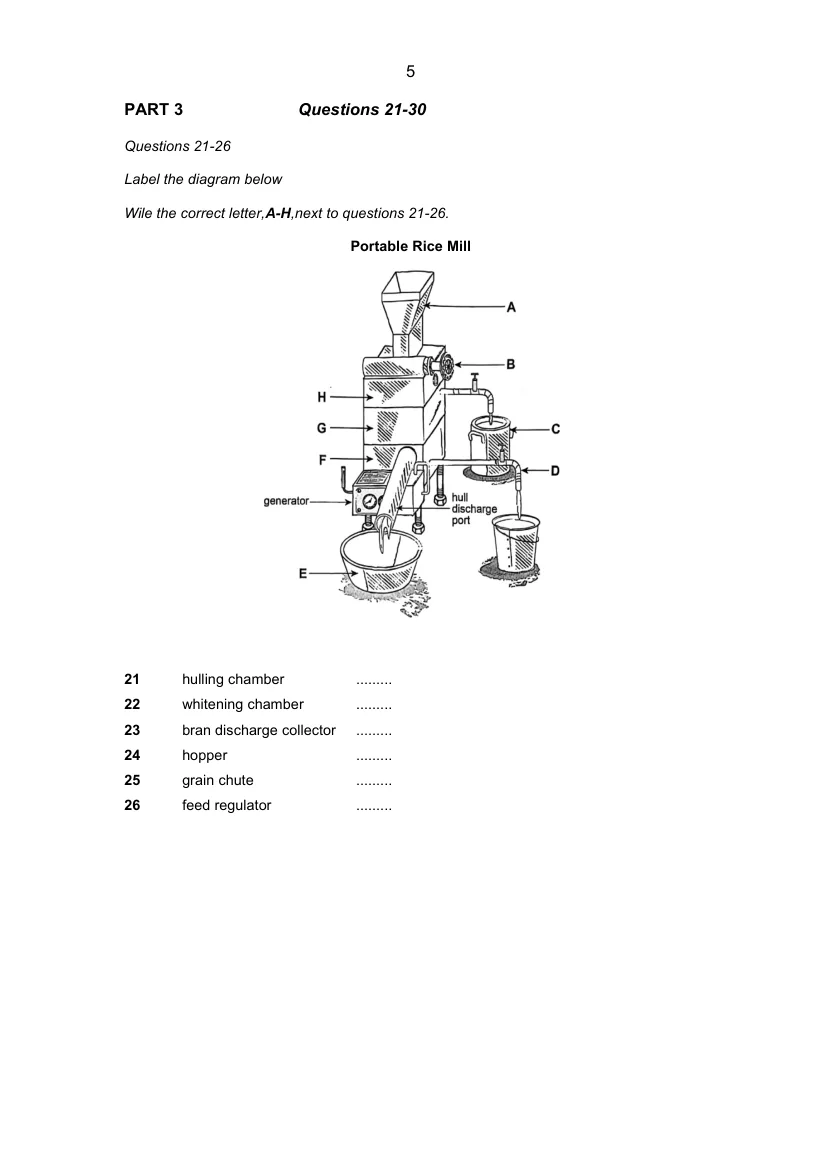 5
PART 3 Questions 21-30
Questions 21-26
Label the diagram below
Wile the correct letter,A-H,next to questions 21-26.
Portable Rice Mill
A
B
H
G
C
F
D
generator
hull
discharge
port
E
21 hulling chamber .........
22 whitening chamber .........
23 bran discharge collector .........
24 hopper .........
25 grain chute .........
26 feed regulator .........